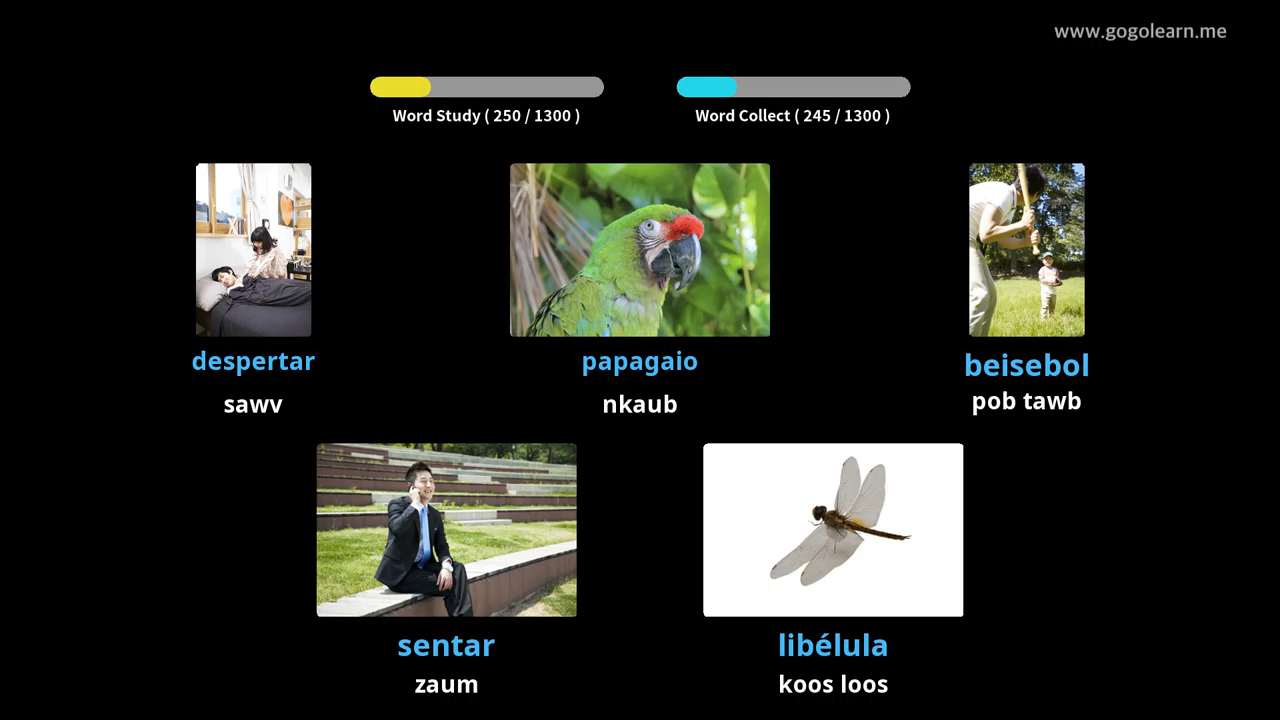 www.gogolearn.me
Word Study ( 250 / 1300 )
Word Collect ( 245 / 1300 )
despertar
sawv
papagaio
nkaub
beisebol
pob tawb
sentar
zaum
libélula
koos loos